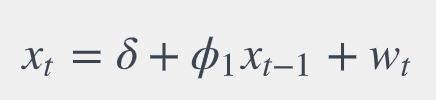 xₜ = δ + ϕ₁xₜ₋₁ + wₜ